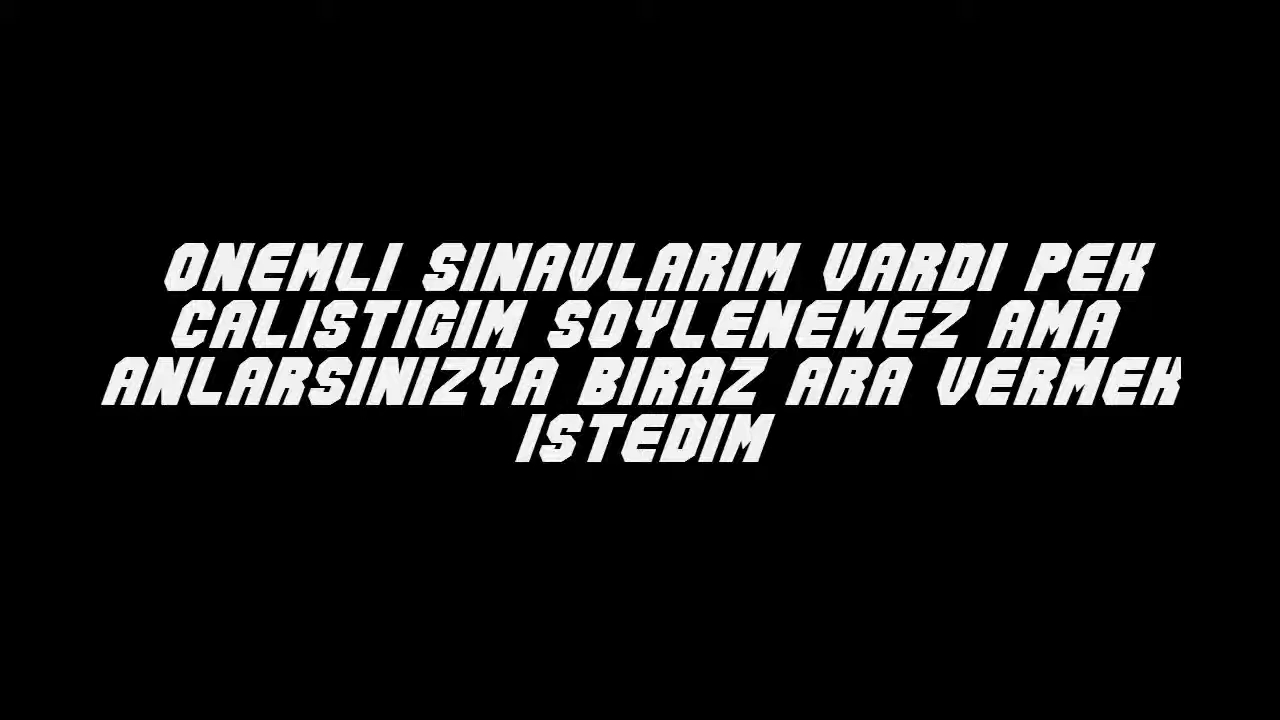 ONEMLI SINAVLARIM VARDI PEK
CALISTIGIM SOYLENEMEZ AMA
ANLARSINIZYA BIRAZ ARA VERMEK
ISTEDIM